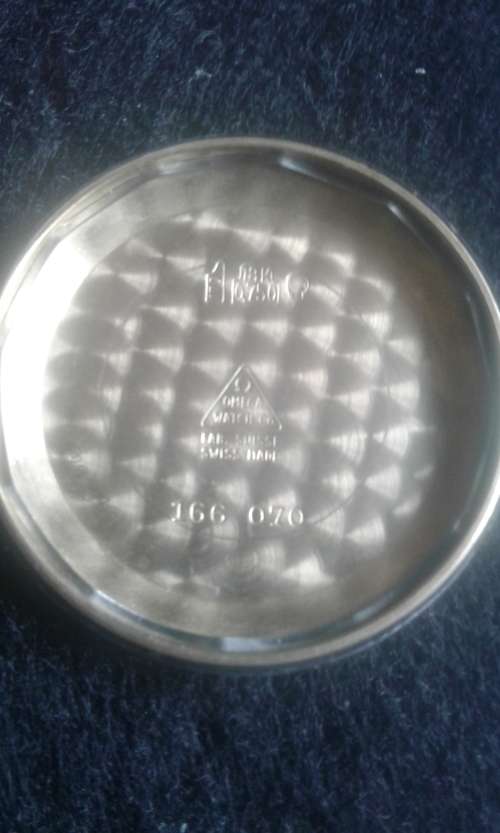 Ω
OMEGA
WATCH CO
FAB. SUISSE
SWISS MADE
166 070